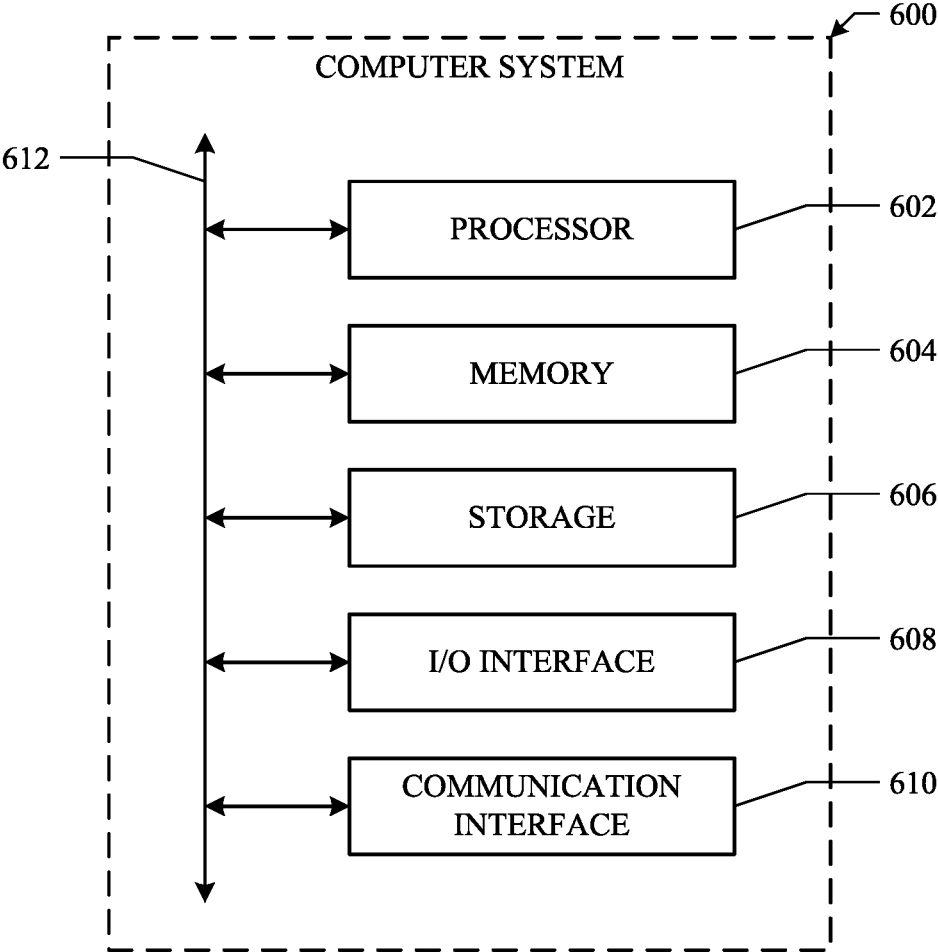 600
COMPUTER SYSTEM
612
602
PROCESSOR
604
MEMORY
606
STORAGE
608
I/O INTERFACE
610
COMMUNICATION
INTERFACE